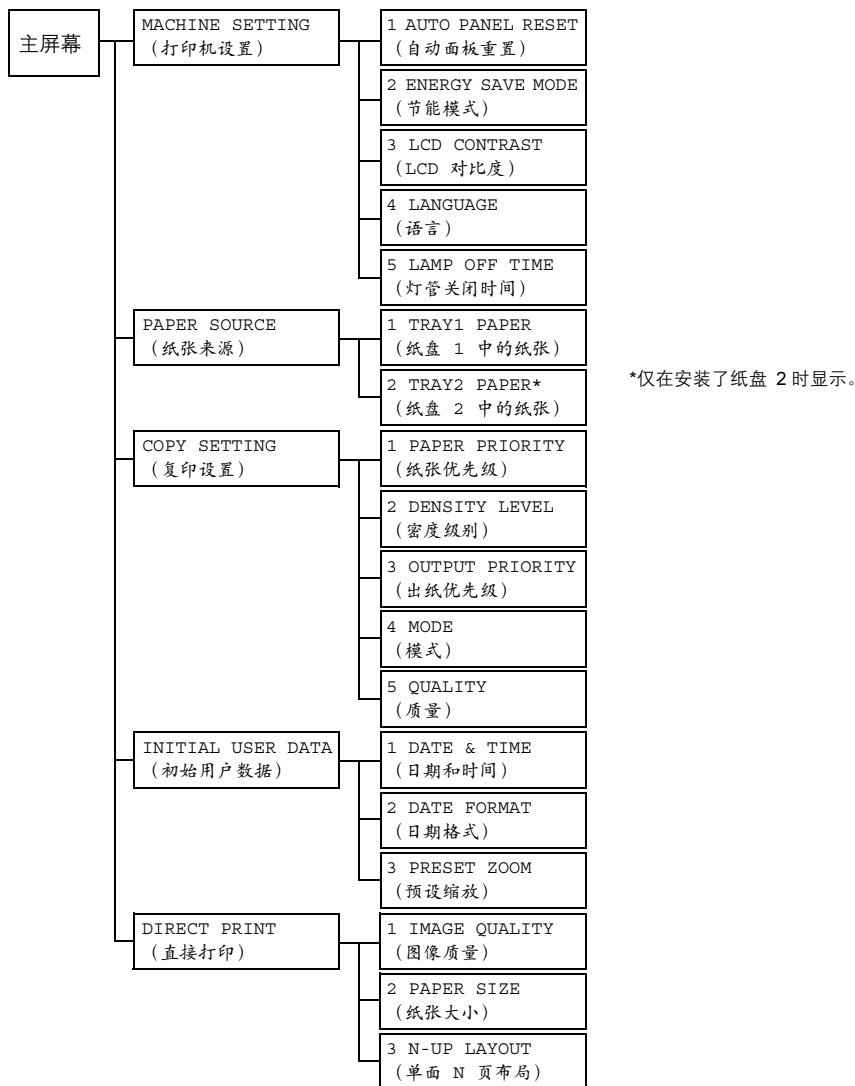 主屏幕
MACHINE SETTING
(打印机设置)
1 AUTO PANEL RESET
(自动面板重置)
2 ENERGY SAVE MODE
(节能模式)
3 LCD CONTRAST
(LCD 对比度)
4 LANGUAGE
(语言)
5 LAMP OFF TIME
(灯管关闭时间)
PAPER SOURCE
(纸张来源)
1 TRAY1 PAPER
(纸盘 1 中的纸张)
2 TRAY2 PAPER*
(纸盘 2 中的纸张)
*仅在安装了纸盘 2 时显示。
COPY SETTING
(复印设置)
1 PAPER PRIORITY
(纸张优先级)
2 DENSITY LEVEL
(密度级别)
3 OUTPUT PRIORITY
(出纸优先级)
4 MODE
(模式)
5 QUALITY
(质量)
INITIAL USER DATA
(初始用户数据)
1 DATE & TIME
(日期和时间)
2 DATE FORMAT
(日期格式)
3 PRESET ZOOM
(预设缩放)
DIRECT PRINT
(直接打印)
1 IMAGE QUALITY
(图像质量)
2 PAPER SIZE
(纸张大小)
3 N-UP LAYOUT
(单面 N 页布局)